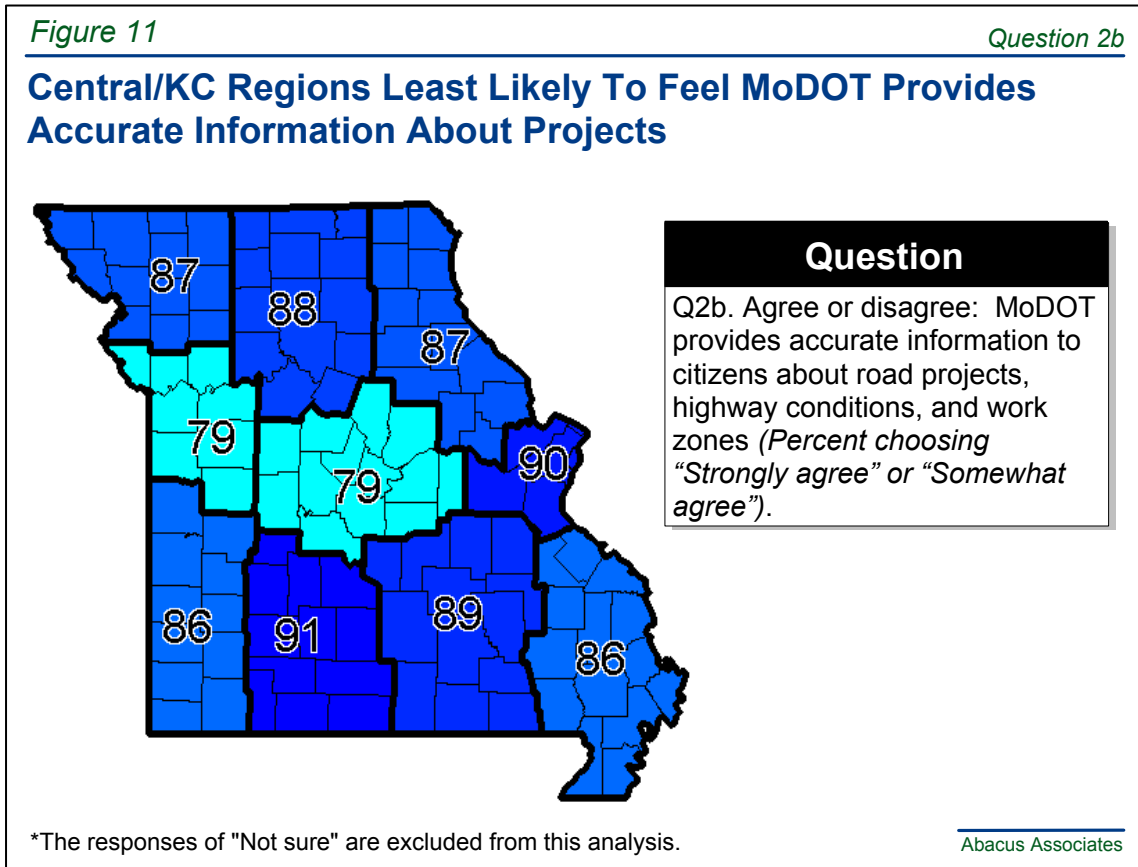 Figure 11
Question 2b
Central/KC Regions Least Likely To Feel MoDOT Provides
Accurate Information About Projects
87
88
87
79
79
90
86
91
89
86
Question
Q2b. Agree or disagree:  MoDOT
provides accurate information to
citizens about road projects,
highway conditions, and work
zones (Percent choosing
“Strongly agree” or “Somewhat
agree”).
*The responses of "Not sure" are excluded from this analysis.
Abacus Associates